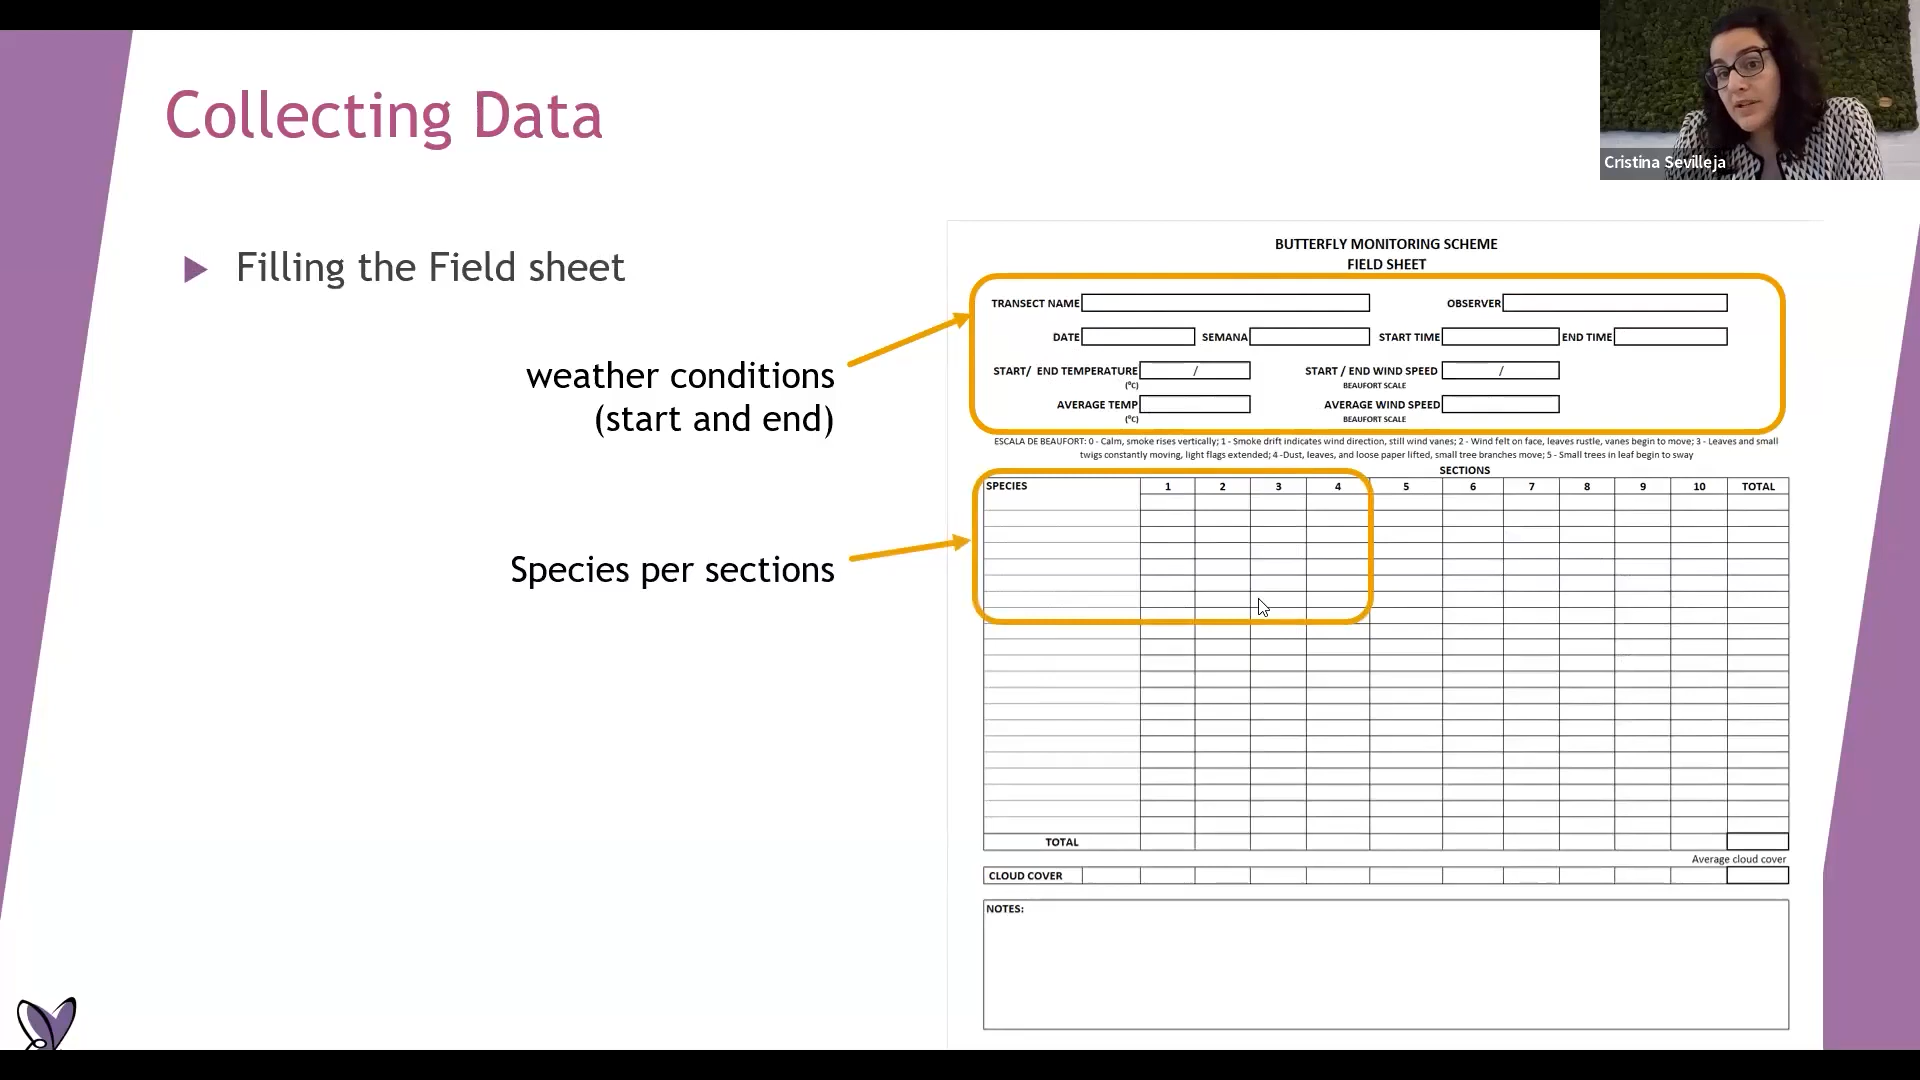 Collecting Data
Cristina Sevilleja
Filling the Field sheet
weather conditions
(start and end)
Species per sections
BUTTERFLY MONITORING SCHEME
FIELD SHEET
TRANSECT NAME OBSERVER
DATE SEMANA START TIME END TIME
START/ END TEMPERATURE / START / END WIND SPEED /
(ºC) BEAUFORT SCALE
AVERAGE TEMP AVERAGE WIND SPEED
(ºC) BEAUFORT SCALE
ESCALA DE BEAUFORT: 0 - Calm, smoke rises vertically; 1 - Smoke drift indicates wind direction, still wind vanes; 2 - Wind felt on face, leaves rustle, vanes begin to move; 3 - Leaves and small
twigs constantly moving, light flags extended; 4 -Dust, leaves, and loose paper lifted, small tree branches move; 5 - Small trees in leaf begin to sway
SECTIONS
SPECIES 1 2 3 4 5 6 7 8 9 10 TOTAL
TOTAL
Average cloud cover
CLOUD COVER
NOTES: